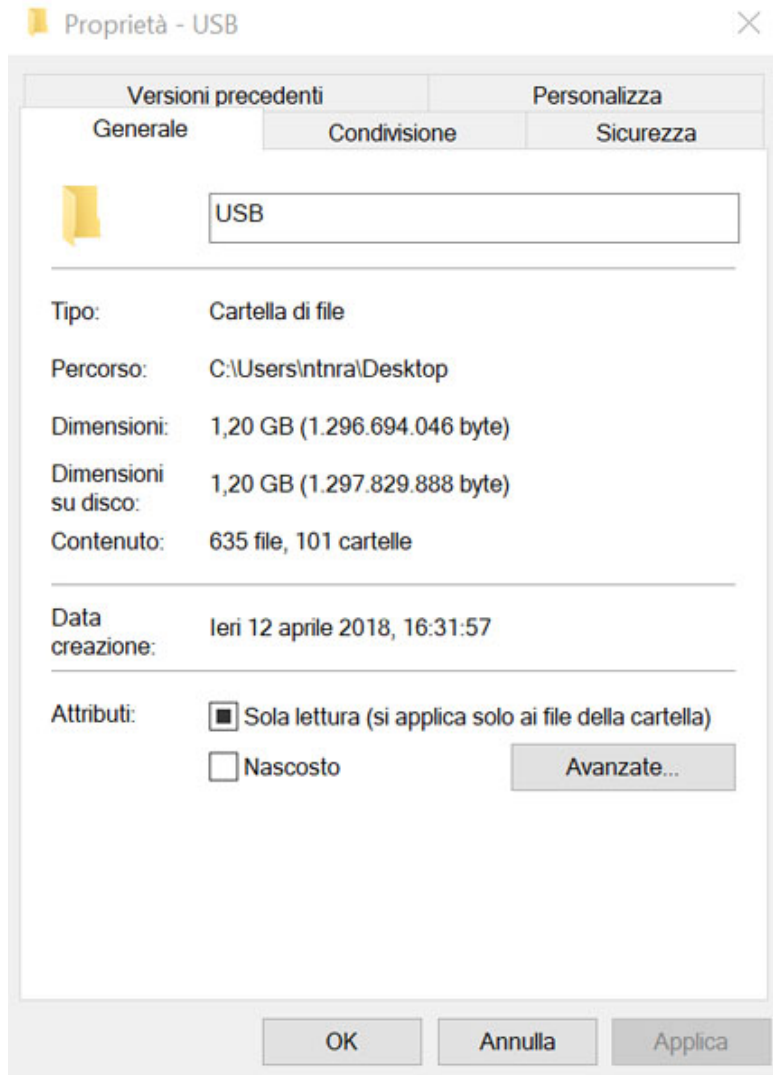 Proprietà - USB
Versioni precedenti
Personalizza
Generale
Condivisione
Sicurezza
USB
Tipo: Cartella di file
Percorso: C:\Users\ntnra\Desktop
Dimensioni: 1,20 GB (1.296.694.046 byte)
Dimensioni
su disco: 1,20 GB (1.297.829.888 byte)
Contenuto: 635 file, 101 cartelle
Data
creazione: Ieri 12 aprile 2018, 16:31:57
Attributi: Sola lettura (si applica solo ai file della cartella)
Nascosto
Avanzate...
OK
Annulla
Applica